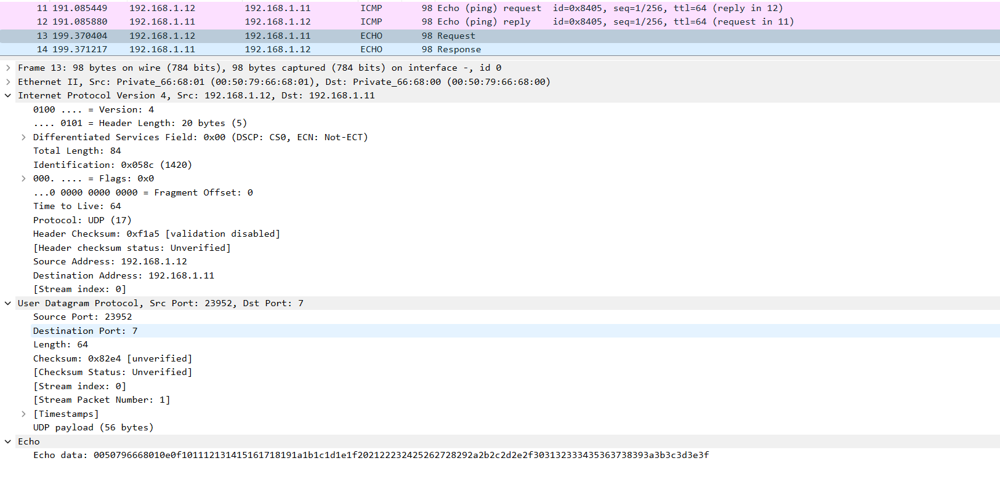 11 191.085449 192.168.1.12 192.168.1.11 ICMP 98 Echo (ping) request id=0x8405, seq=1/256, ttl=64 (reply in 12)
12 191.085880 192.168.1.11 192.168.1.12 ICMP 98 Echo (ping) reply id=0x8405, seq=1/256, ttl=64 (request in 11)
13 199.370404 192.168.1.12 192.168.1.11 ECHO 98 Request
14 199.371217 192.168.1.11 192.168.1.12 ECHO 98 Response
Frame 13: 98 bytes on wire (784 bits), 98 bytes captured (784 bits) on interface -, id 0
Ethernet II, Src: Private_66:68:01 (00:50:79:66:68:01), Dst: Private_66:68:00 (00:50:79:66:68:00)
Internet Protocol Version 4, Src: 192.168.1.12, Dst: 192.168.1.11
0100 .... = Version: 4
.... 0101 = Header Length: 20 bytes (5)
Differentiated Services Field: 0x00 (DSCP: CS0, ECN: Not-ECT)
Total Length: 84
Identification: 0x058c (1420)
000. .... = Flags: 0x0
...0 0000 0000 0000 = Fragment Offset: 0
Time to Live: 64
Protocol: UDP (17)
Header Checksum: 0xf1a5 [validation disabled]
[Header checksum status: Unverified]
Source Address: 192.168.1.12
Destination Address: 192.168.1.11
[Stream index: 0]
User Datagram Protocol, Src Port: 23952, Dst Port: 7
Source Port: 23952
Destination Port: 7
Length: 64
Checksum: 0x82e4 [unverified]
[Checksum Status: Unverified]
[Stream index: 0]
[Stream Packet Number: 1]
[Timestamps]
UDP payload (56 bytes)
Echo
Echo data: 0050796668010e0f101112131415161718191a1b1c1d1e1f202122232425262728292a2b2c2d2e2f303132333435363738393a3b3c3d3e3f